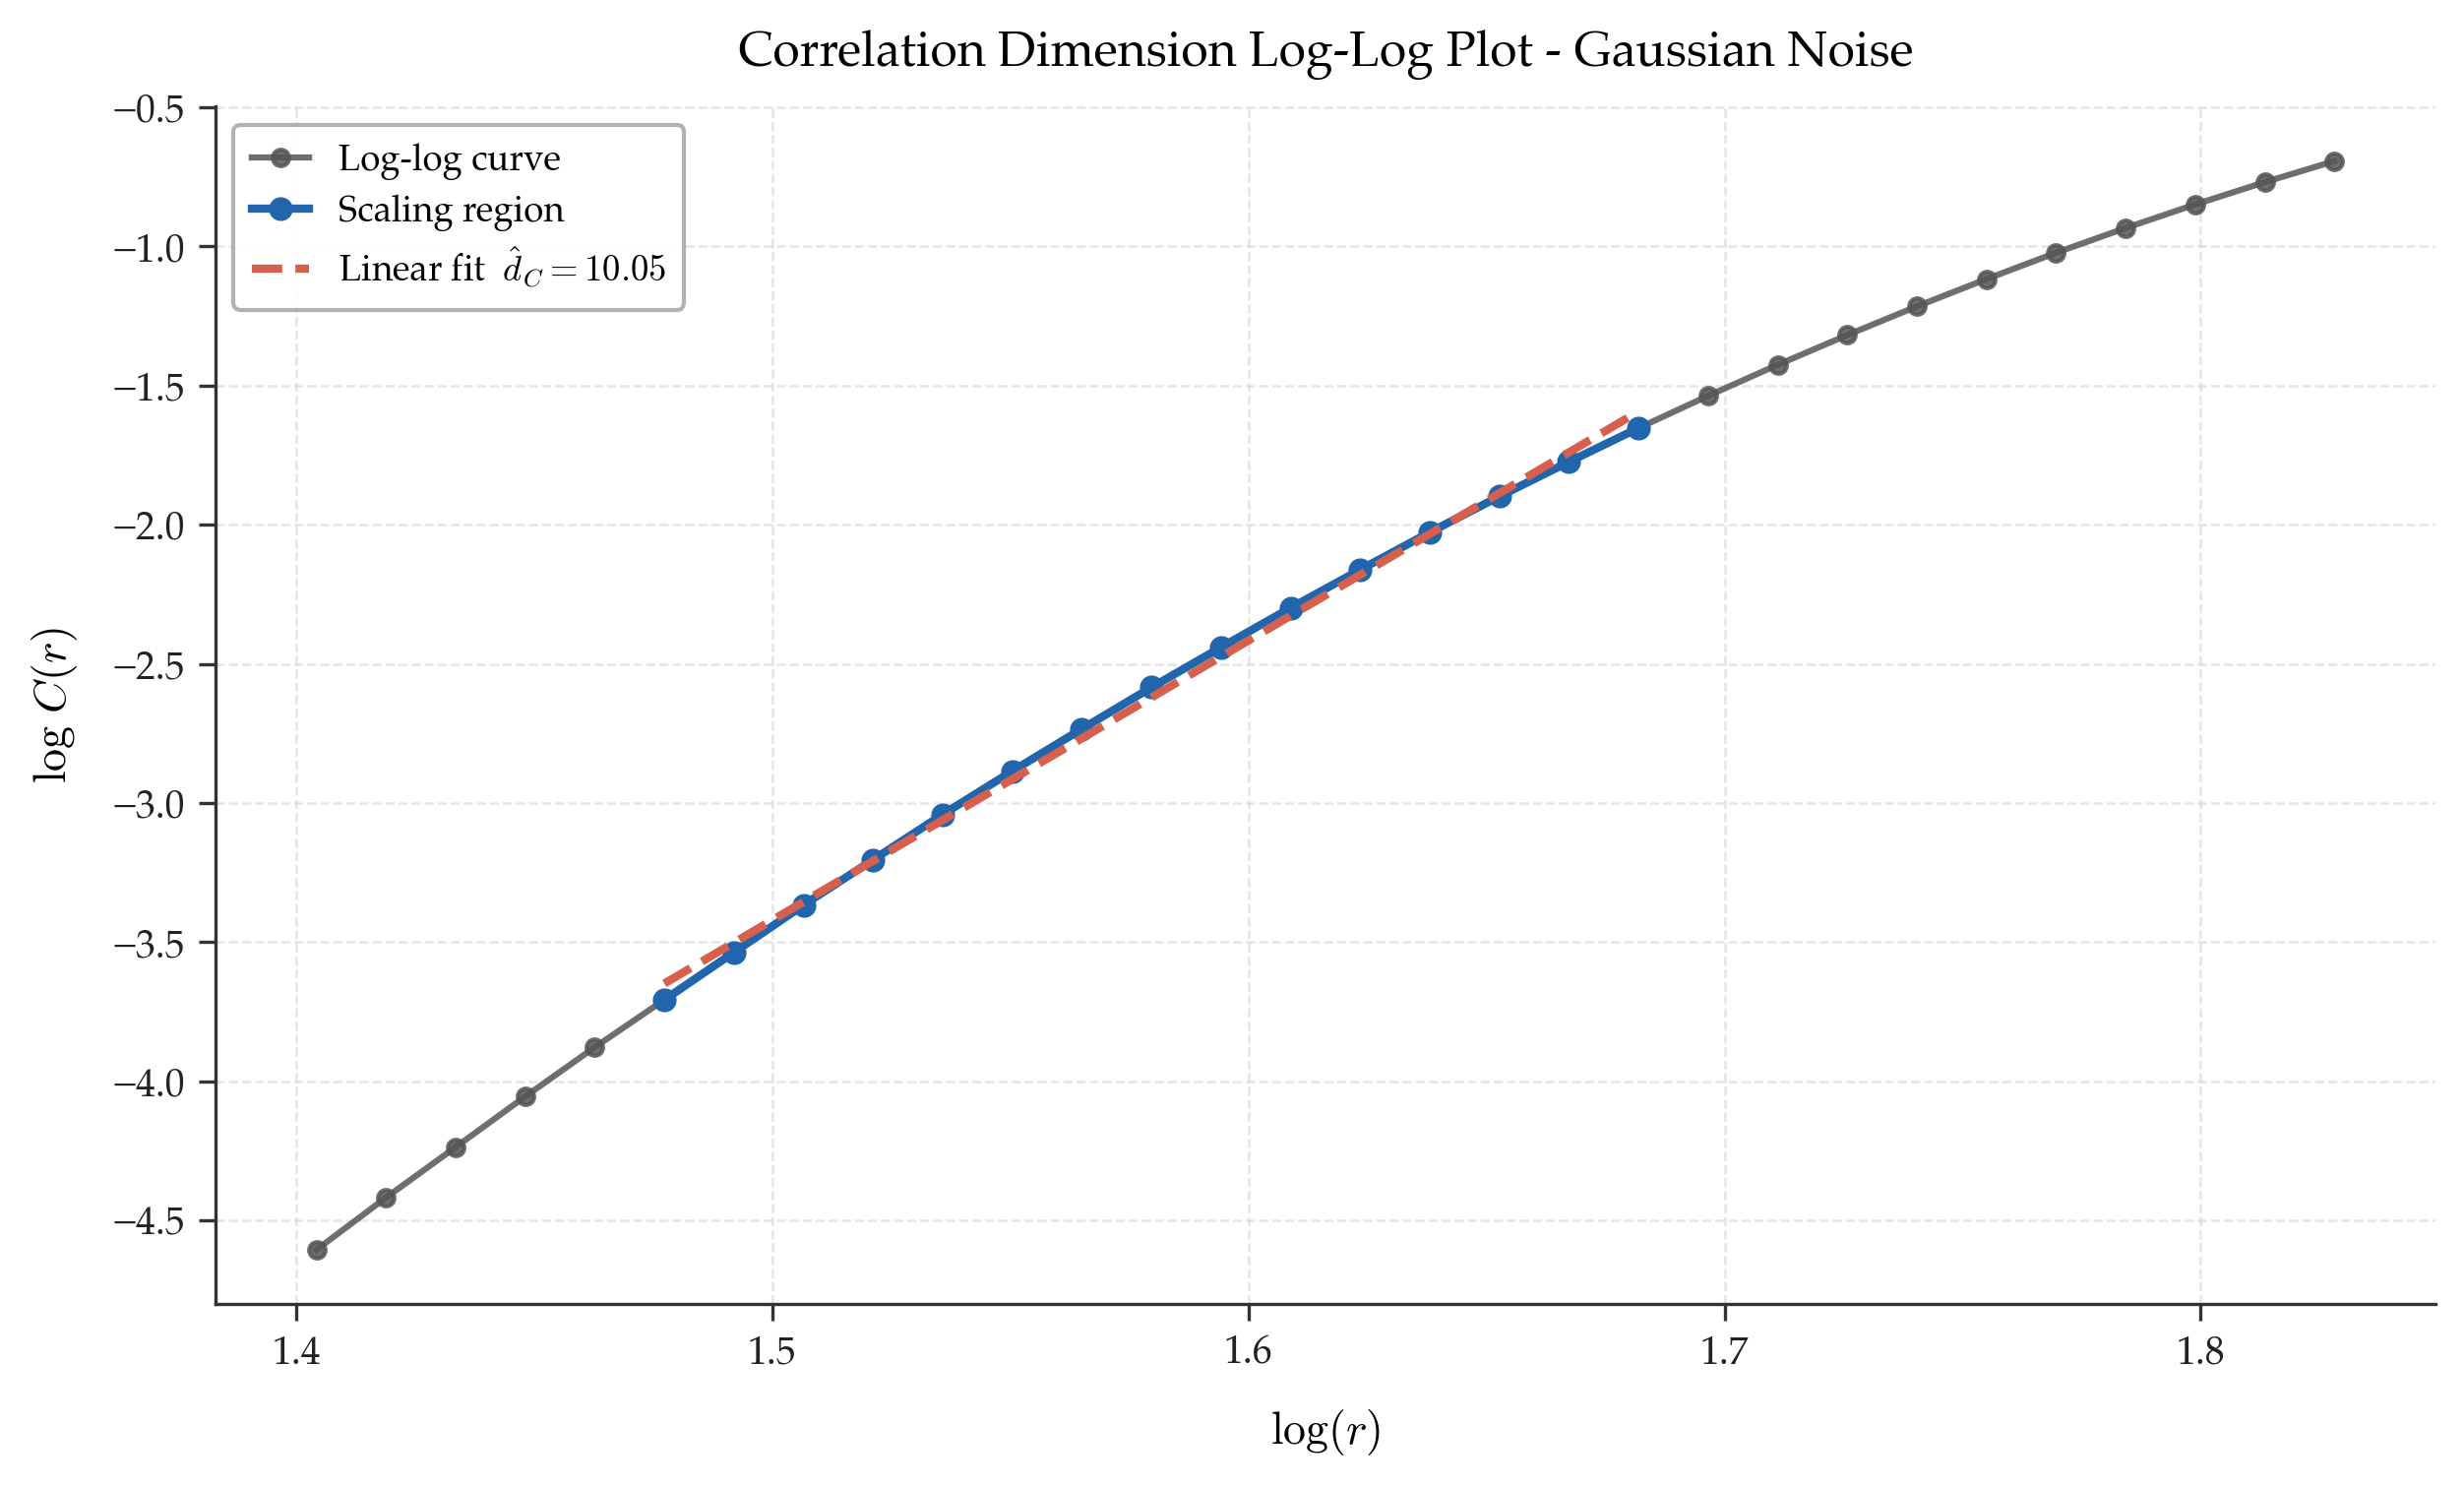 Correlation Dimension Log-Log Plot - Gaussian Noise
Log-log curve
Scaling region
Linear fit d̂_C = 10.05
−0.5
−1.0
−1.5
−2.0
−2.5
−3.0
−3.5
−4.0
−4.5
log C(r)
1.4 1.5 1.6 1.7 1.8
log(r)